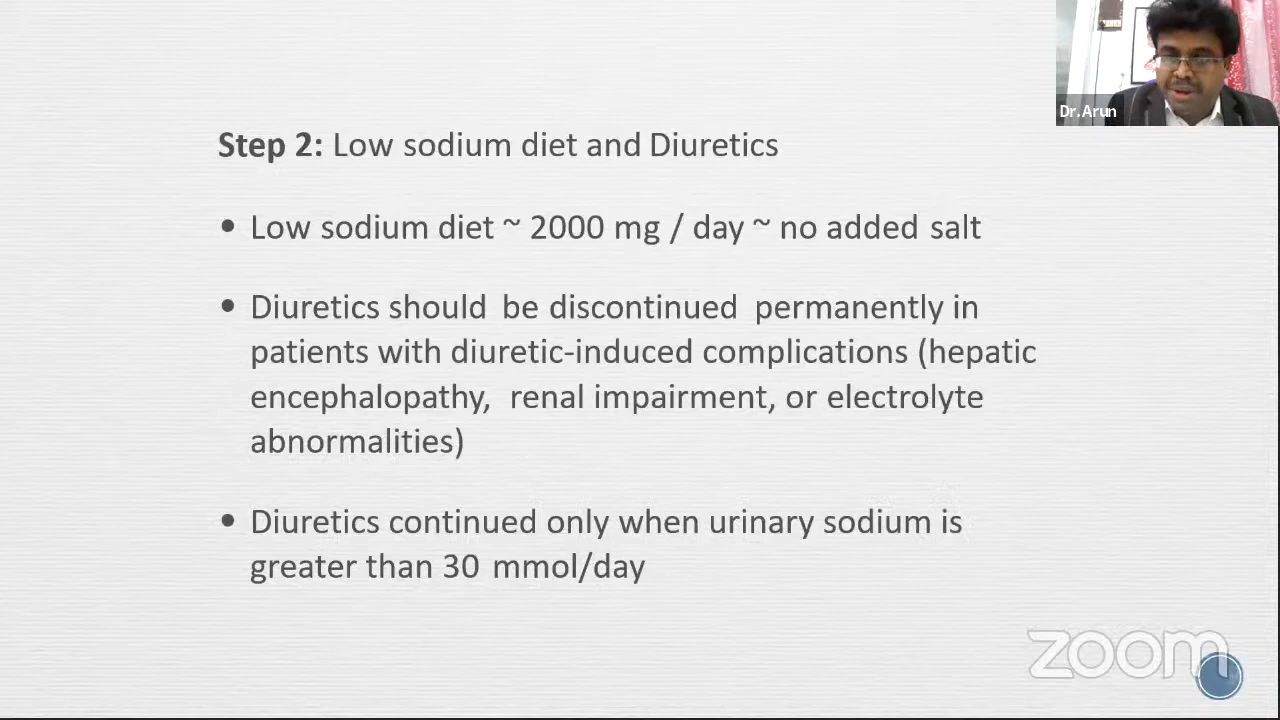 Dr.Arun
Step 2: Low sodium diet and Diuretics
• Low sodium diet ~ 2000 mg / day ~ no added salt
• Diuretics should be discontinued permanently in
patients with diuretic-induced complications (hepatic
encephalopathy, renal impairment, or electrolyte
abnormalities)
• Diuretics continued only when urinary sodium is
greater than 30 mmol/day
zoom